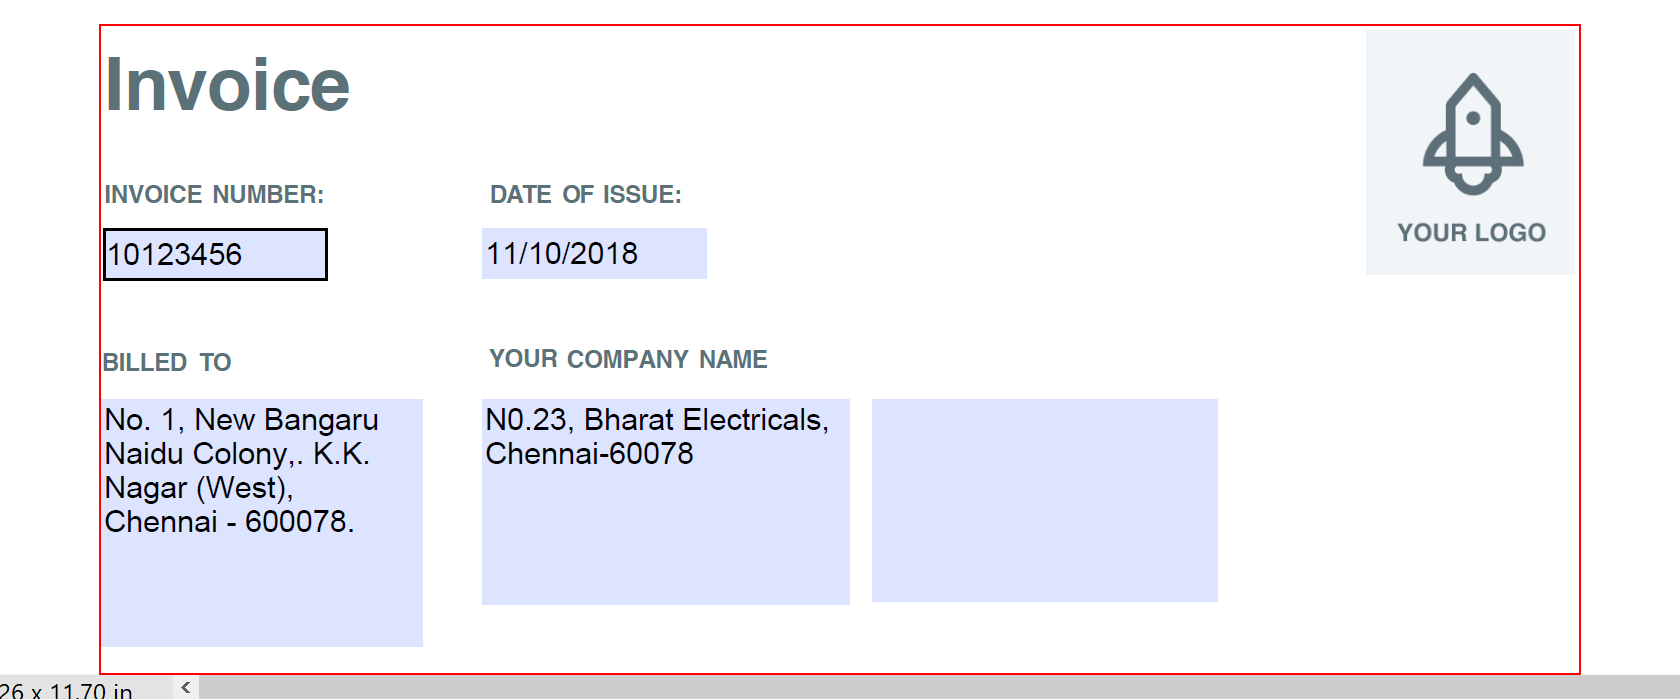 Invoice
YOUR LOGO
INVOICE NUMBER:
DATE OF ISSUE:
10123456
11/10/2018
BILLED TO
No. 1, New Bangaru
Naidu Colony,. K.K.
Nagar (West),
Chennai - 600078.
YOUR COMPANY NAME
N0.23, Bharat Electricals,
Chennai-60078
26 x 11.70 in